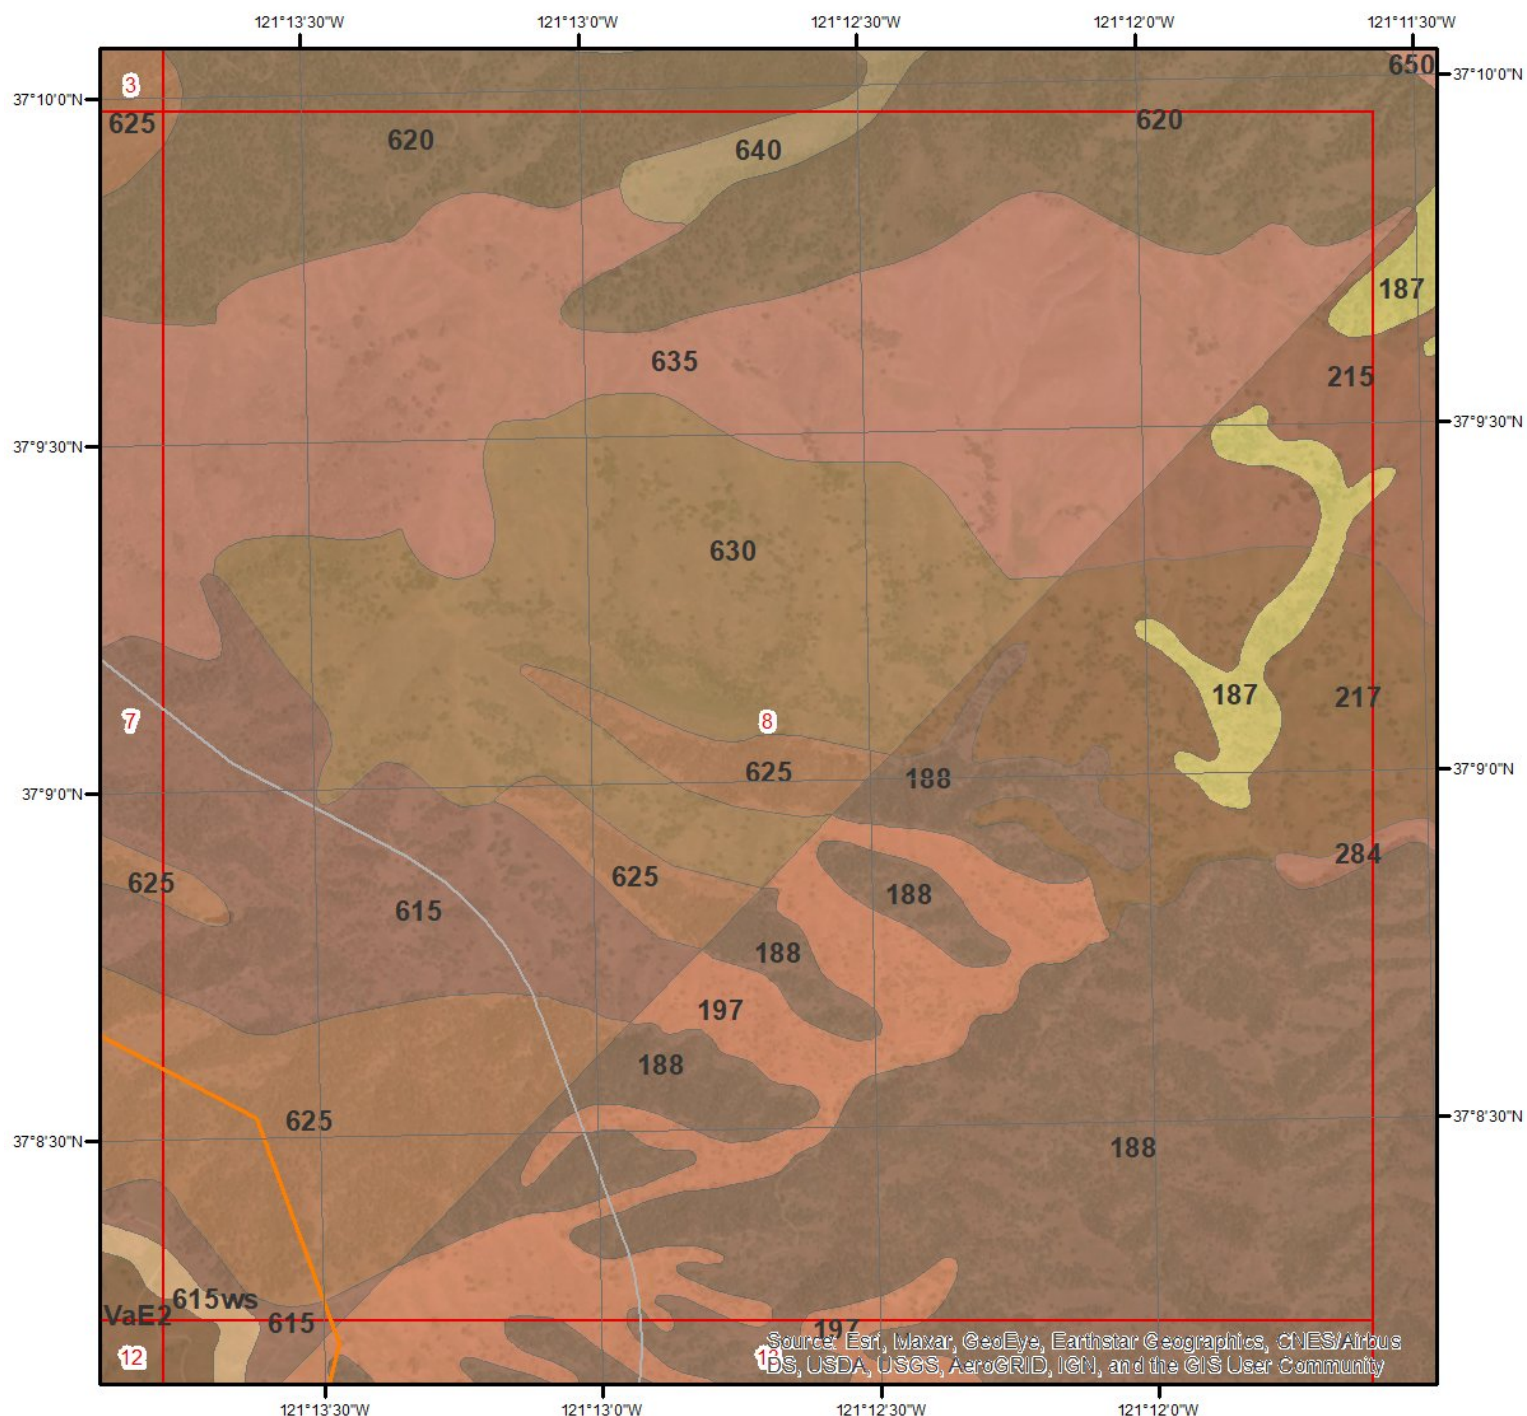 121°13'30"W 121°13'0"W 121°12'30"W 121°12'0"W 121°11'30"W
650
37°10'0"N 3 37°10'0"N
625 620 640 620
187
635 215
37°9'30"N 37°9'30"N
630
7 8 187 217
625 188
37°9'0"N 37°9'0"N
625 625 188 284
615
188
197
188
625
37°8'30"N 188 37°8'30"N
615ws
VaE2 615 197
12
Source: Esri, Maxar, GeoEye, Earthstar Geographics, CNES/Airbus
DS, USDA, USGS, AeroGRID, IGN, and the GIS User Community
121°13'30"W 121°13'0"W 121°12'30"W 121°12'0"W